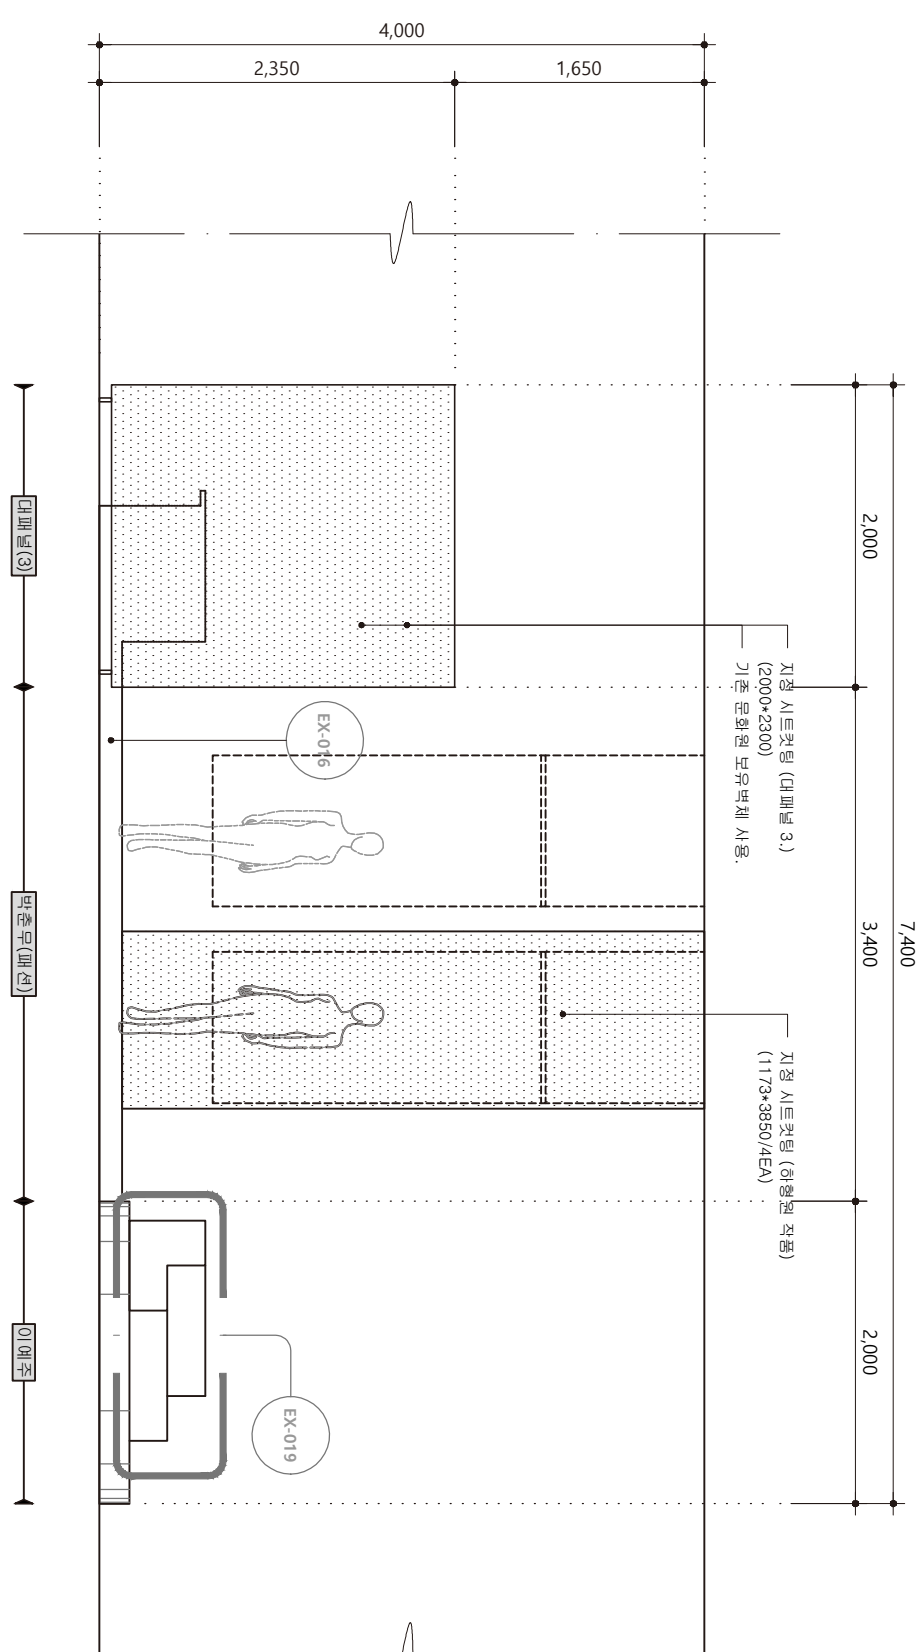 4,000
2,350
1,650
7,400
2,000
3,400
2,000
지정 시트컷팅 (대패널 3.)
(2000*2300)
기존 문화원 보유벽체 사용.
지정 시트컷팅 (하형원 작품)
(1173*3850/4EA)
EX-016
EX-019
대패널(3)
박춘무(패션)
이예주